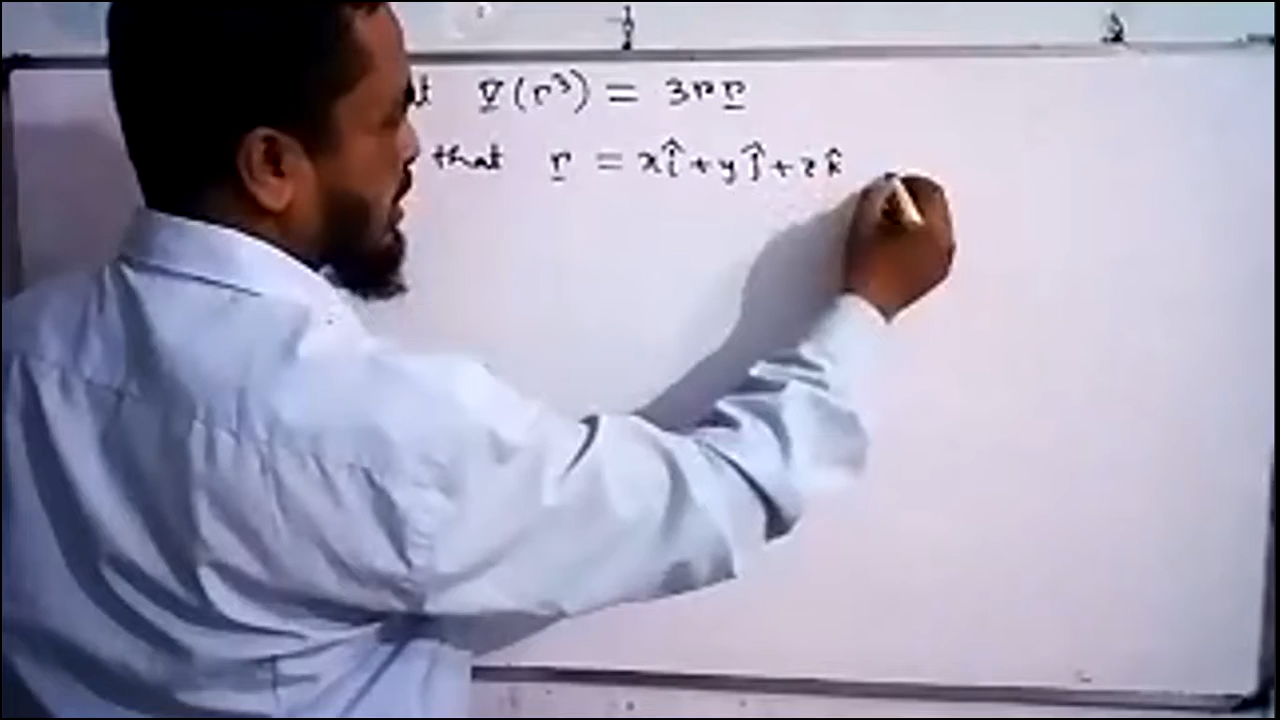 ∇(r³) = 3r r
that r = xî + yĵ + zk̂